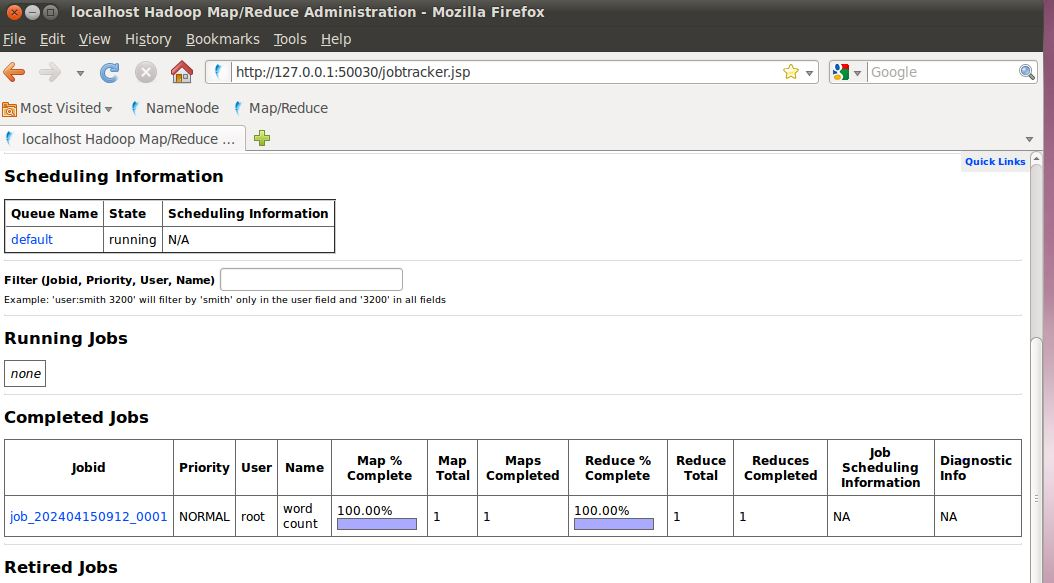 localhost Hadoop Map/Reduce Administration - Mozilla Firefox
File Edit View History Bookmarks Tools Help
http://127.0.0.1:50030/jobtracker.jsp Google
Most Visited NameNode Map/Reduce
localhost Hadoop Map/Reduce ...
Quick Links
Scheduling Information
Queue Name State Scheduling Information
default running N/A
Filter (Jobid, Priority, User, Name)
Example: 'user:smith 3200' will filter by 'smith' only in the user field and '3200' in all fields
Running Jobs
none
Completed Jobs
Jobid Priority User Name Map % Complete Map Total Maps Completed Reduce % Complete Reduce Total Reduces Completed Job Scheduling Information Diagnostic Info
job_202404150912_0001 NORMAL root word count 100.00% 1 1 100.00% 1 1 NA NA
Retired Jobs